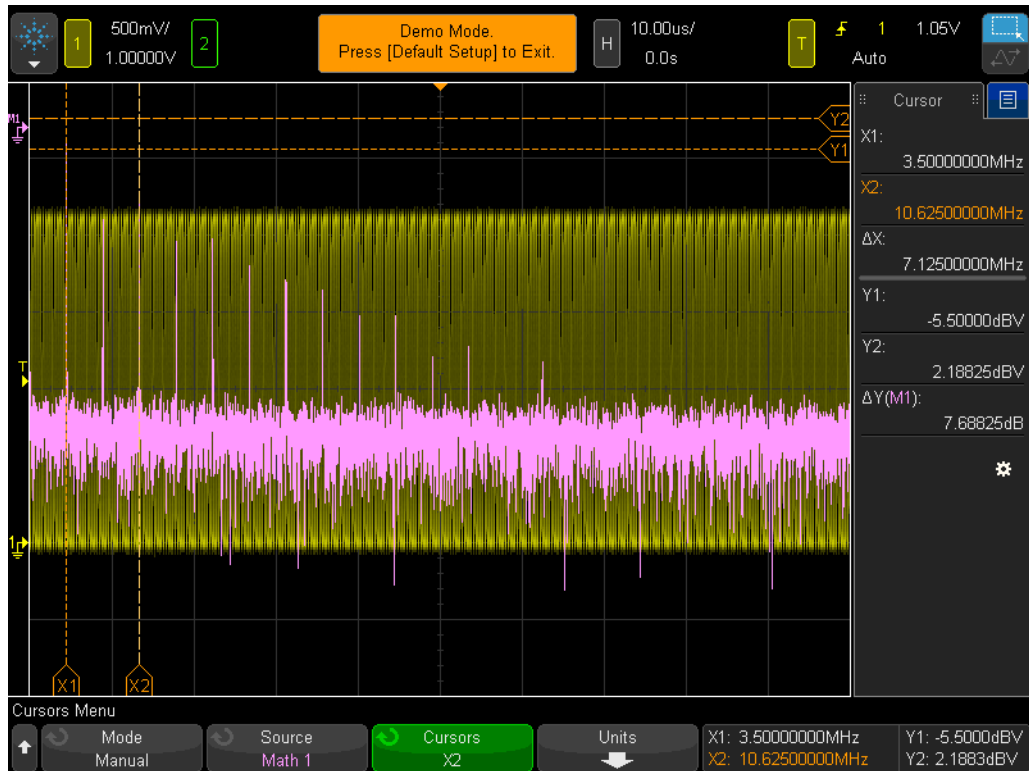 1
500mV/
1.00000V
2
Demo Mode.
Press [Default Setup] to Exit.
H
10.00us/
0.0s
T
1
1.05V
Auto
M1
Y2
Y1
T
1
X1
X2
Cursor
X1:
3.50000000MHz
X2:
10.62500000MHz
ΔX:
7.12500000MHz
Y1:
-5.50000dBV
Y2:
2.18825dBV
ΔY(M1):
7.68825dB
Cursors Menu
Mode
Manual
Source
Math 1
Cursors
X2
Units
X1: 3.50000000MHz
X2: 10.62500000MHz
Y1: -5.5000dBV
Y2: 2.1883dBV